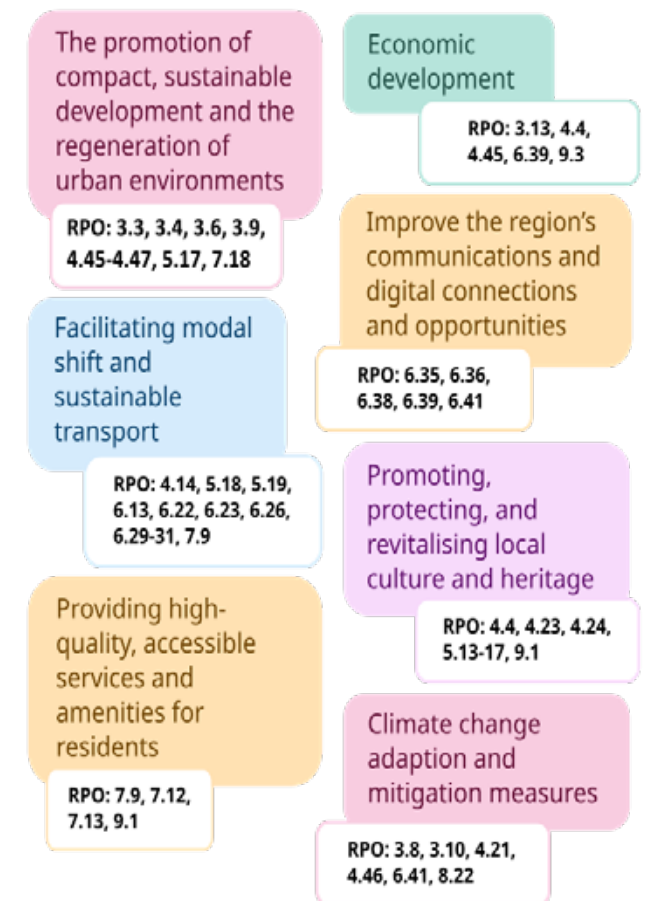 The promotion of
compact, sustainable
development and the
regeneration of
urban environments
RPO: 3.3, 3.4, 3.6, 3.9,
4.45-4.47, 5.17, 7.18
Facilitating modal
shift and
sustainable
transport
RPO: 4.14, 5.18, 5.19,
6.13, 6.22, 6.23, 6.26,
6.29-31, 7.9
Providing high-
quality, accessible
services and
amenities for
residents
RPO: 7.9, 7.12,
7.13, 9.1
Economic
development
RPO: 3.13, 4.4,
4.45, 6.39, 9.3
Improve the region's
communications and
digital connections
and opportunities
RPO: 6.35, 6.36,
6.38, 6.39, 6.41
Promoting,
protecting, and
revitalising local
culture and heritage
RPO: 4.4, 4.23, 4.24,
5.13-17, 9.1
Climate change
adaption and
mitigation measures
RPO: 3.8, 3.10, 4.21,
4.46, 6.41, 8.22